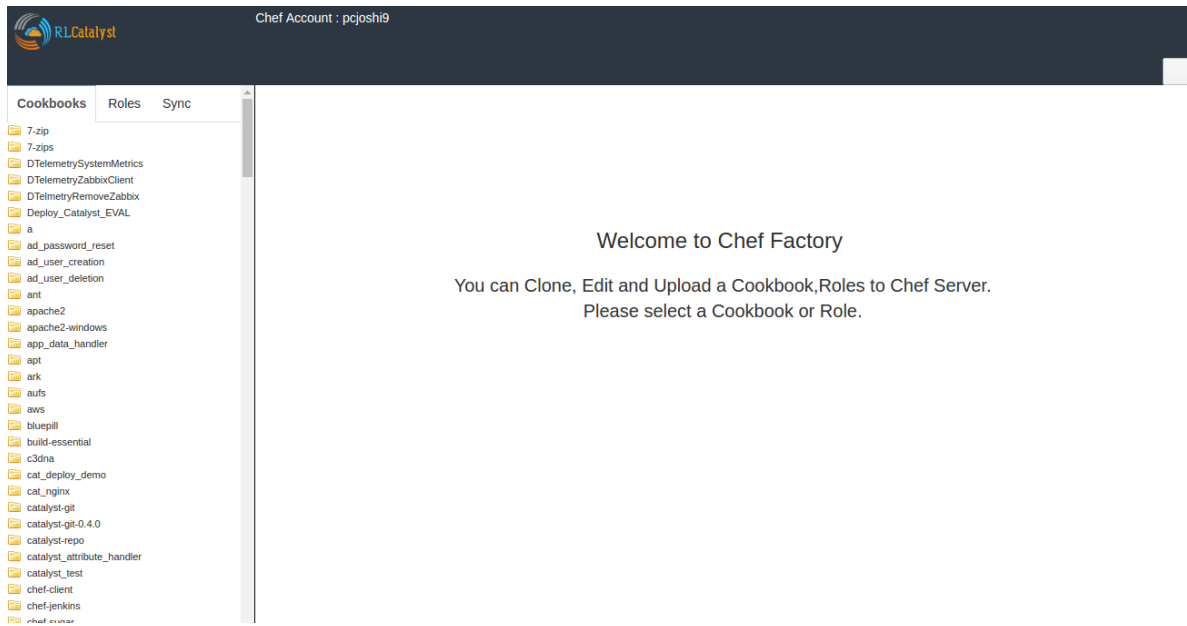 RLCatalyst
Chef Account : pcjoshi9
Cookbooks Roles Sync
7-zip
7-zips
DTelemetrySystemMetrics
DTelemetryZabbixClient
DTelmetryRemoveZabbix
Deploy_Catalyst_EVAL
a
ad_password_reset
ad_user_creation
ad_user_deletion
ant
apache2
apache2-windows
app_data_handler
apt
ark
aufs
aws
bluepill
build-essential
c3dna
cat_deploy_demo
cat_nginx
catalyst-git
catalyst-git-0.4.0
catalyst-repo
catalyst_attribute_handler
catalyst_test
chef-client
chef-jenkins
chef-sugar
Welcome to Chef Factory
You can Clone, Edit and Upload a Cookbook,Roles to Chef Server.
Please select a Cookbook or Role.